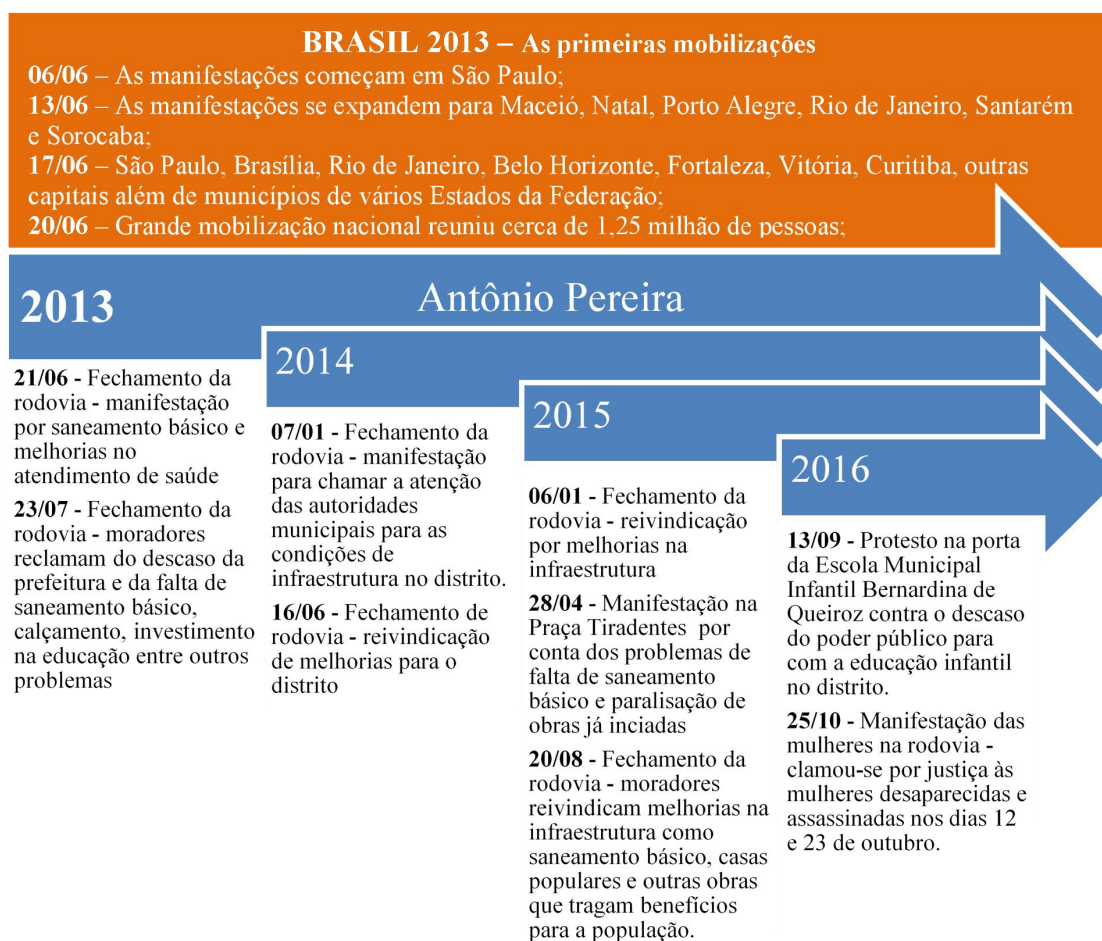 BRASIL 2013 – As primeiras mobilizações
06/06 – As manifestações começam em São Paulo;
13/06 – As manifestações se expandem para Maceió, Natal, Porto Alegre, Rio de Janeiro, Santarém
e Sorocaba;
17/06 – São Paulo, Brasília, Rio de Janeiro, Belo Horizonte, Fortaleza, Vitória, Curitiba, outras
capitais além de municípios de vários Estados da Federação;
20/06 – Grande mobilização nacional reuniu cerca de 1,25 milhão de pessoas;
Antônio Pereira
2013
21/06 - Fechamento da
rodovia - manifestação
por saneamento básico e
melhorias no
atendimento de saúde
23/07 - Fechamento da
rodovia - moradores
reclamam do descaso da
prefeitura e da falta de
saneamento básico,
calçamento, investimento
na educação entre outros
problemas
2014
07/01 - Fechamento da
rodovia - manifestação
para chamar a atenção
das autoridades
municipais para as
condições de
infraestrutura no distrito.
16/06 - Fechamento de
rodovia - reivindicação
de melhorias para o
distrito
2015
06/01 - Fechamento da
rodovia - reivindicação
por melhorias na
infraestrutura
28/04 - Manifestação na
Praça Tiradentes por
conta dos problemas de
falta de saneamento
básico e paralisação de
obras já inciadas
20/08 - Fechamento da
rodovia - moradores
reivindicam melhorias na
infraestrutura como
saneamento básico, casas
populares e outras obras
que tragam benefícios
para a população.
2016
13/09 - Protesto na porta
da Escola Municipal
Infantil Bernardina de
Queiroz contra o descaso
do poder público para
com a educação infantil
no distrito.
25/10 - Manifestação das
mulheres na rodovia -
clamou-se por justiça às
mulheres desaparecidas e
assassinadas nos dias 12
e 23 de outubro.